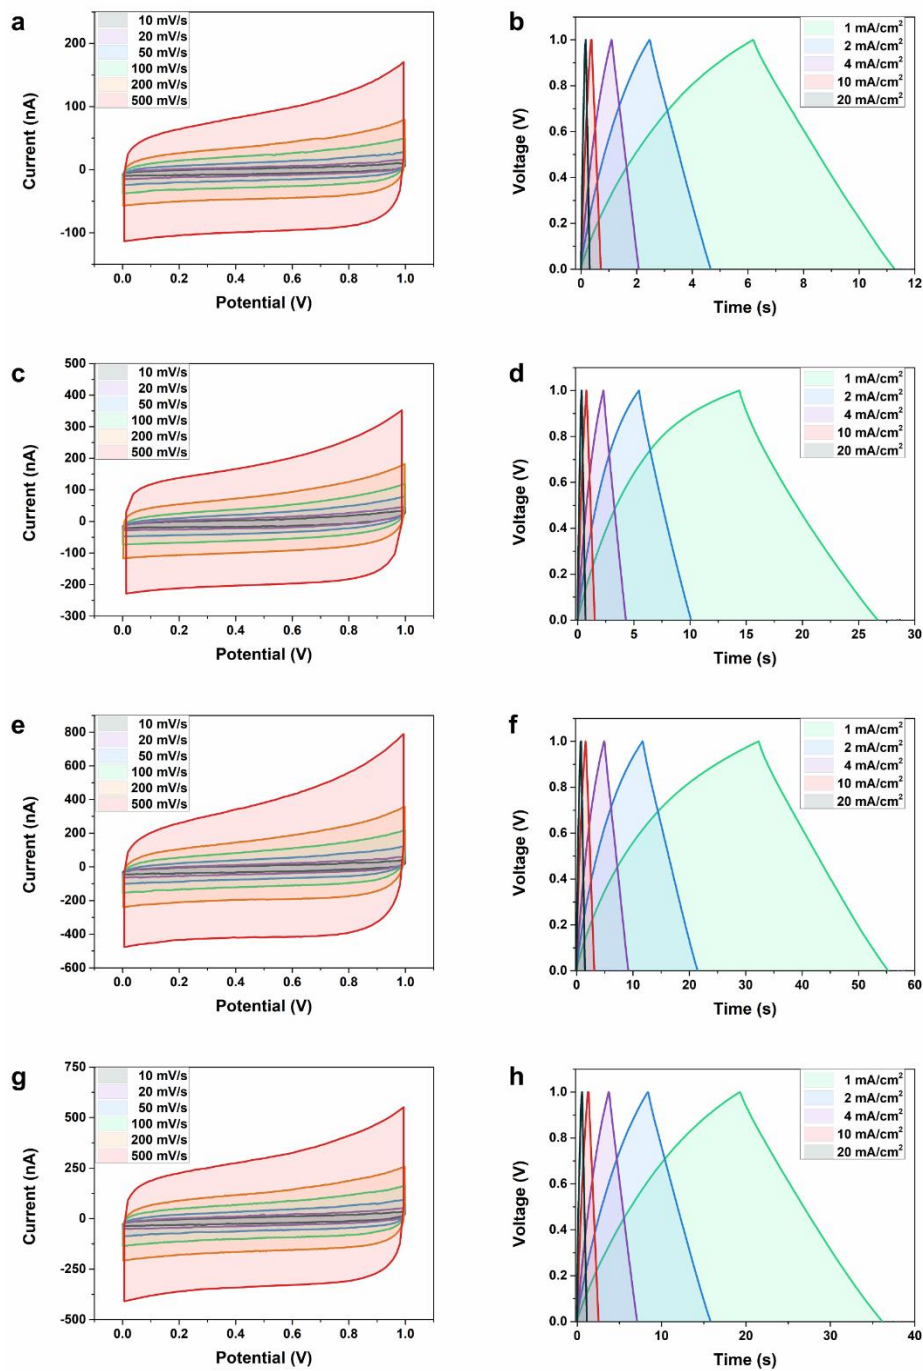 a
10 mV/s
20 mV/s
50 mV/s
100 mV/s
200 mV/s
500 mV/s
200
100
0
-100
0.0 0.2 0.4 0.6 0.8 1.0
Current (nA)
Potential (V)
b
1 mA/cm²
2 mA/cm²
4 mA/cm²
10 mA/cm²
20 mA/cm²
1.0
0.8
0.6
0.4
0.2
0.0
0 2 4 6 8 10 12
Voltage (V)
Time (s)
c
10 mV/s
20 mV/s
50 mV/s
100 mV/s
200 mV/s
500 mV/s
500
400
300
200
100
0
-100
-200
-300
0.0 0.2 0.4 0.6 0.8 1.0
Current (nA)
Potential (V)
d
1 mA/cm²
2 mA/cm²
4 mA/cm²
10 mA/cm²
20 mA/cm²
1.0
0.8
0.6
0.4
0.2
0.0
0 5 10 15 20 25 30
Voltage (V)
Time (s)
e
10 mV/s
20 mV/s
50 mV/s
100 mV/s
200 mV/s
500 mV/s
800
600
400
200
0
-200
-400
-600
0.0 0.2 0.4 0.6 0.8 1.0
Current (nA)
Potential (V)
f
1 mA/cm²
2 mA/cm²
4 mA/cm²
10 mA/cm²
20 mA/cm²
1.0
0.8
0.6
0.4
0.2
0.0
0 10 20 30 40 50 60
Voltage (V)
Time (s)
g
10 mV/s
20 mV/s
50 mV/s
100 mV/s
200 mV/s
500 mV/s
750
500
250
0
-250
-500
0.0 0.2 0.4 0.6 0.8 1.0
Current (nA)
Potential (V)
h
1 mA/cm²
2 mA/cm²
4 mA/cm²
10 mA/cm²
20 mA/cm²
1.0
0.8
0.6
0.4
0.2
0.0
0 10 20 30 40
Voltage (V)
Time (s)